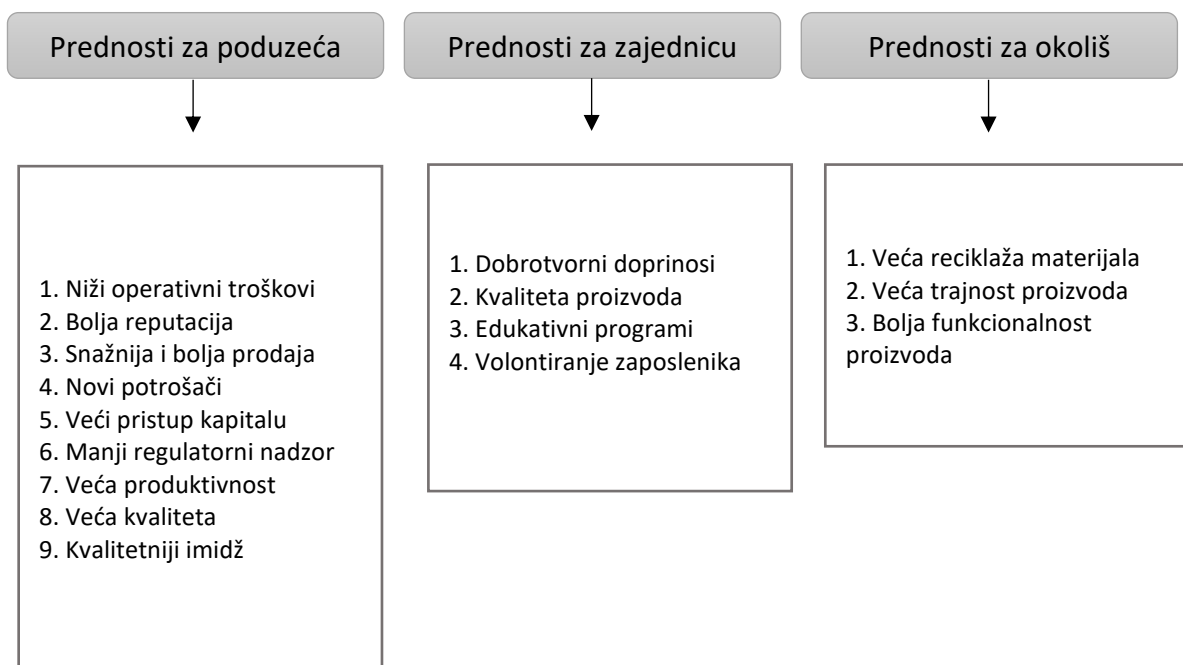 Prednosti za poduzeća
Prednosti za zajednicu
Prednosti za okoliš
1. Niži operativni troškovi
2. Bolja reputacija
3. Snažnija i bolja prodaja
4. Novi potrošači
5. Veći pristup kapitalu
6. Manji regulatorni nadzor
7. Veća produktivnost
8. Veća kvaliteta
9. Kvalitetniji imidž
1. Dobrotvorni doprinosi
2. Kvaliteta proizvoda
3. Edukativni programi
4. Volontiranje zaposlenika
1. Veća reciklaža materijala
2. Veća trajnost proizvoda
3. Bolja funkcionalnost
proizvoda